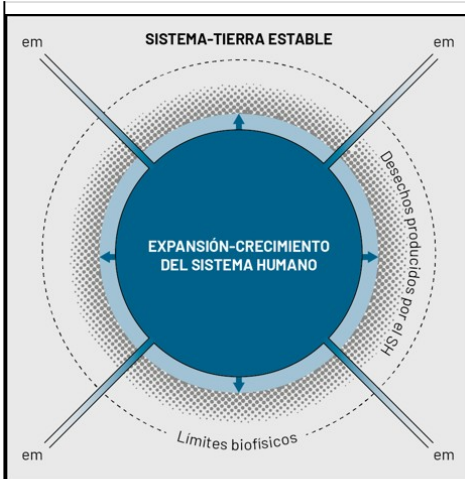 em
SISTEMA-TIERRA ESTABLE
em
Desechos producidos por el SH
EXPANSIÓN-CRECIMIENTO
DEL SISTEMA HUMANO
Límites biofísicos
em
em